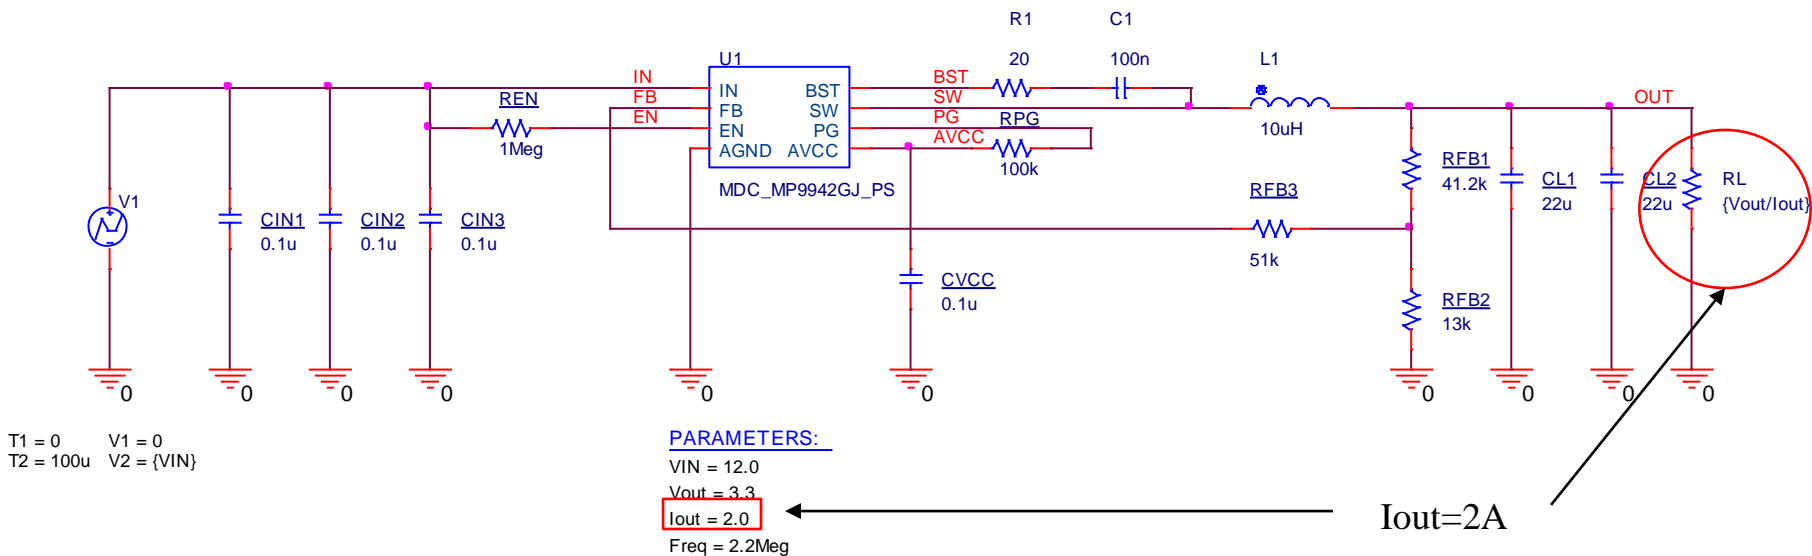 R1 C1
U1 20 100n L1
IN BST
REN FB IN BST SW
EN FB SW PG RPG OUT
EN PG AVCC 10uH
1Meg AGND AVCC 100k RFB1
MDC_MP9942GJ_PS RFB3 41.2k CL1 CL2 RL
V1 22u 22u {Vout/Iout}
CIN1 CIN2 CIN3
0.1u 0.1u 0.1u 51k
CVCC
0.1u RFB2
13k
0 0 0 0 0 0 0 0 0
T1 = 0 V1 = 0
T2 = 100u V2 = {VIN}
PARAMETERS:
VIN = 12.0
Vout = 3.3
Iout = 2.0
Freq = 2.2Meg
Iout=2A